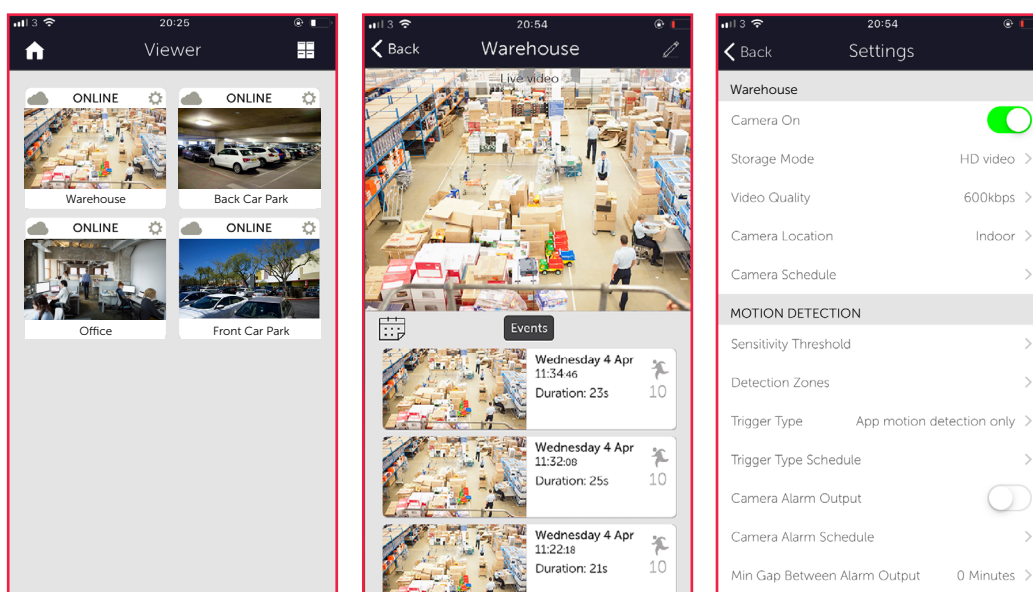 3
20:25
Viewer
ONLINE
ONLINE
Warehouse
Back Car Park
ONLINE
ONLINE
Office
Front Car Park
3
20:54
Back
Warehouse
Live video
Events
Wednesday 4 Apr
11:34:46
Duration: 23s
10
Wednesday 4 Apr
11:32:08
Duration: 25s
10
Wednesday 4 Apr
11:22:18
Duration: 21s
10
3
20:54
Back
Settings
Warehouse
Camera On
Storage Mode HD video
Video Quality 600kbps
Camera Location Indoor
Camera Schedule
MOTION DETECTION
Sensitivity Threshold
Detection Zones
Trigger Type App motion detection only
Trigger Type Schedule
Camera Alarm Output
Camera Alarm Schedule
Min Gap Between Alarm Output 0 Minutes